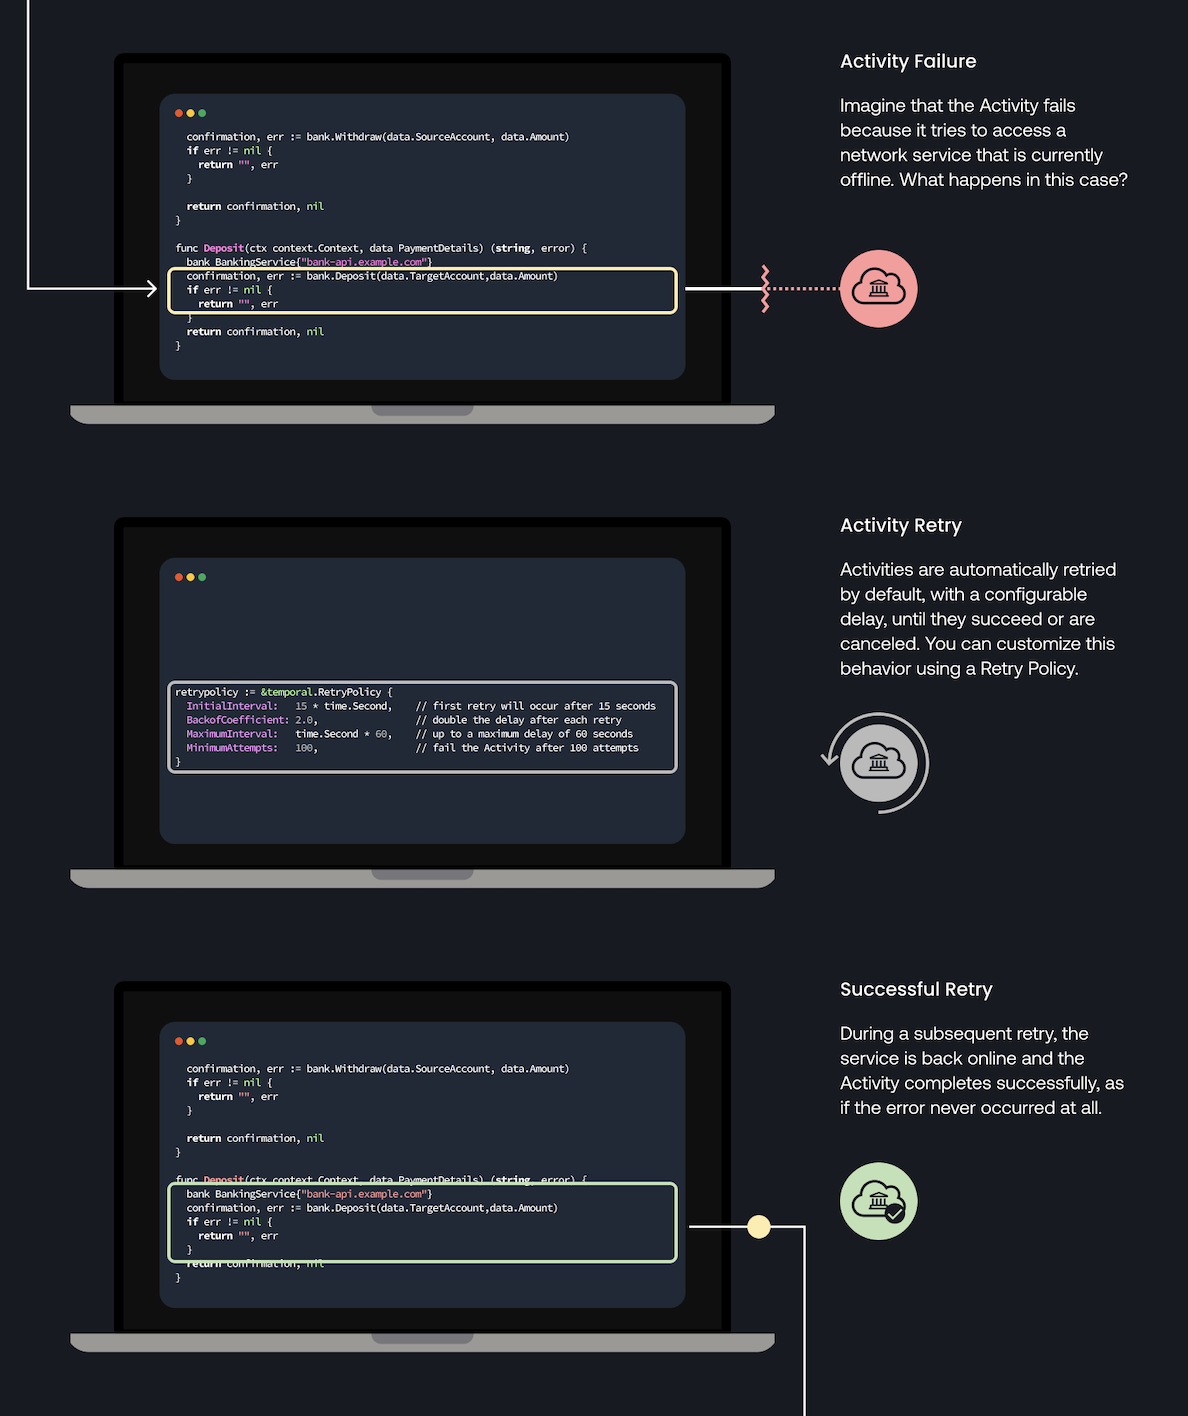 Activity Failure
Imagine that the Activity fails
because it tries to access a
network service that is currently
offline. What happens in this case?
confirmation, err := bank.Withdraw(data.SourceAccount, data.Amount)
if err != nil {
return "", err
}
return confirmation, nil
}
func Deposit(ctx context.Context, data PaymentDetails) (string, error) {
bank BankingService{"bank-api.example.com"}
confirmation, err := bank.Deposit(data.TargetAccount,data.Amount)
if err != nil {
return "", err
}
return confirmation, nil
}
Activity Retry
Activities are automatically retried
by default, with a configurable
delay, until they succeed or are
canceled. You can customize this
behavior using a Retry Policy.
retrypolicy := &temporal.RetryPolicy {
InitialInterval: 15 * time.Second, // first retry will occur after 15 seconds
BackofCoefficient: 2.0, // double the delay after each retry
MaximumInterval: time.Second * 60, // up to a maximum delay of 60 seconds
MinimumAttempts: 100, // fail the Activity after 100 attempts
}
Successful Retry
During a subsequent retry, the
service is back online and the
Activity completes successfully, as
if the error never occurred at all.
confirmation, err := bank.Withdraw(data.SourceAccount, data.Amount)
if err != nil {
return "", err
}
return confirmation, nil
}
func Deposit(ctx context.Context, data PaymentDetails) (string, error) {
bank BankingService{"bank-api.example.com"}
confirmation, err := bank.Deposit(data.TargetAccount,data.Amount)
if err != nil {
return "", err
}
return confirmation, nil
}